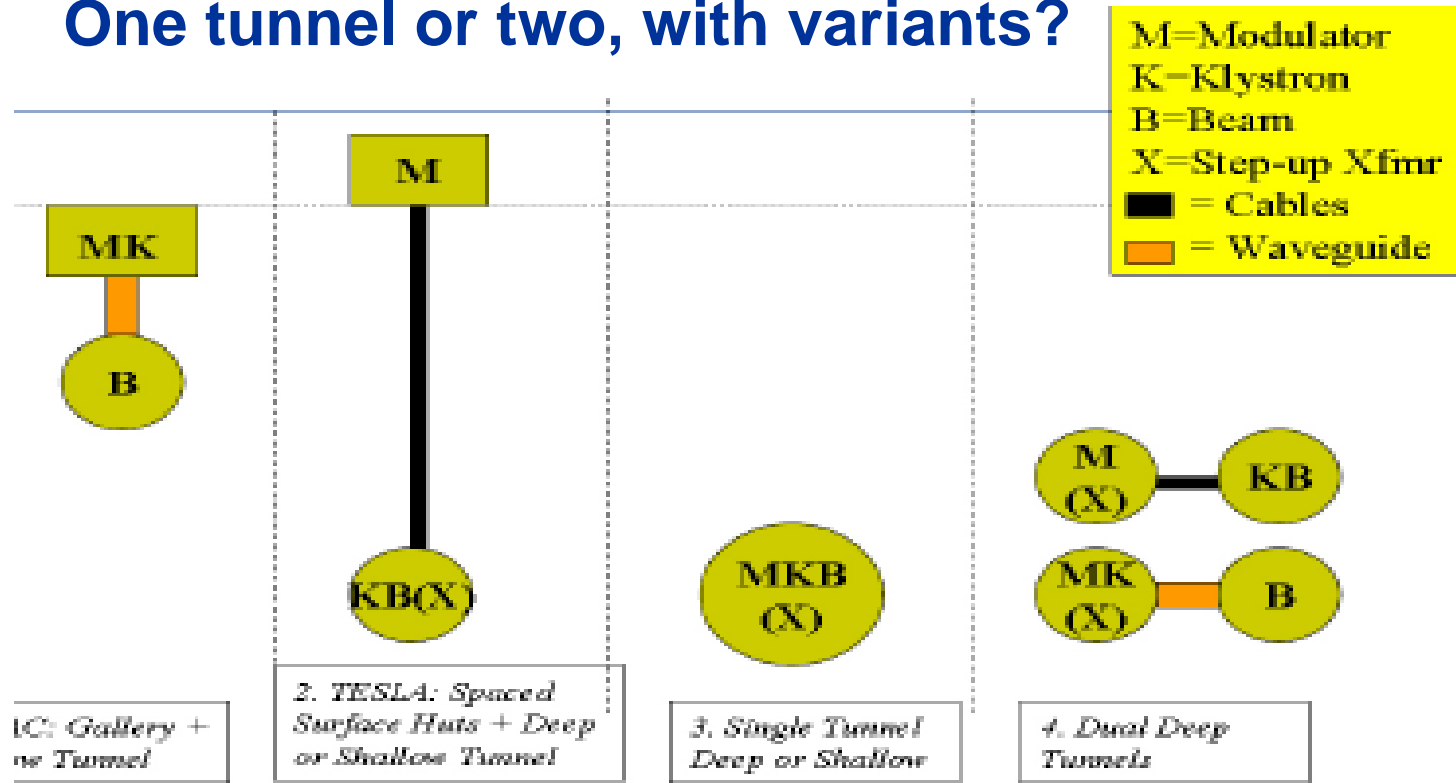 One tunnel or two, with variants?
M=Modulator
K=Klystron
B=Beam
X=Step-up Xfmr
= Cables
= Waveguide
MK
B
M
KB(X)
MKB
(X)
M
(X)
KB
MK
(X)
B
AC: Gallery +
Tunnel
2. TESLA: Spaced
Surface Huts + Deep
or Shallow Tunnel
3. Single Tunnel
Deep or Shallow
4. Dual Deep
Tunnels